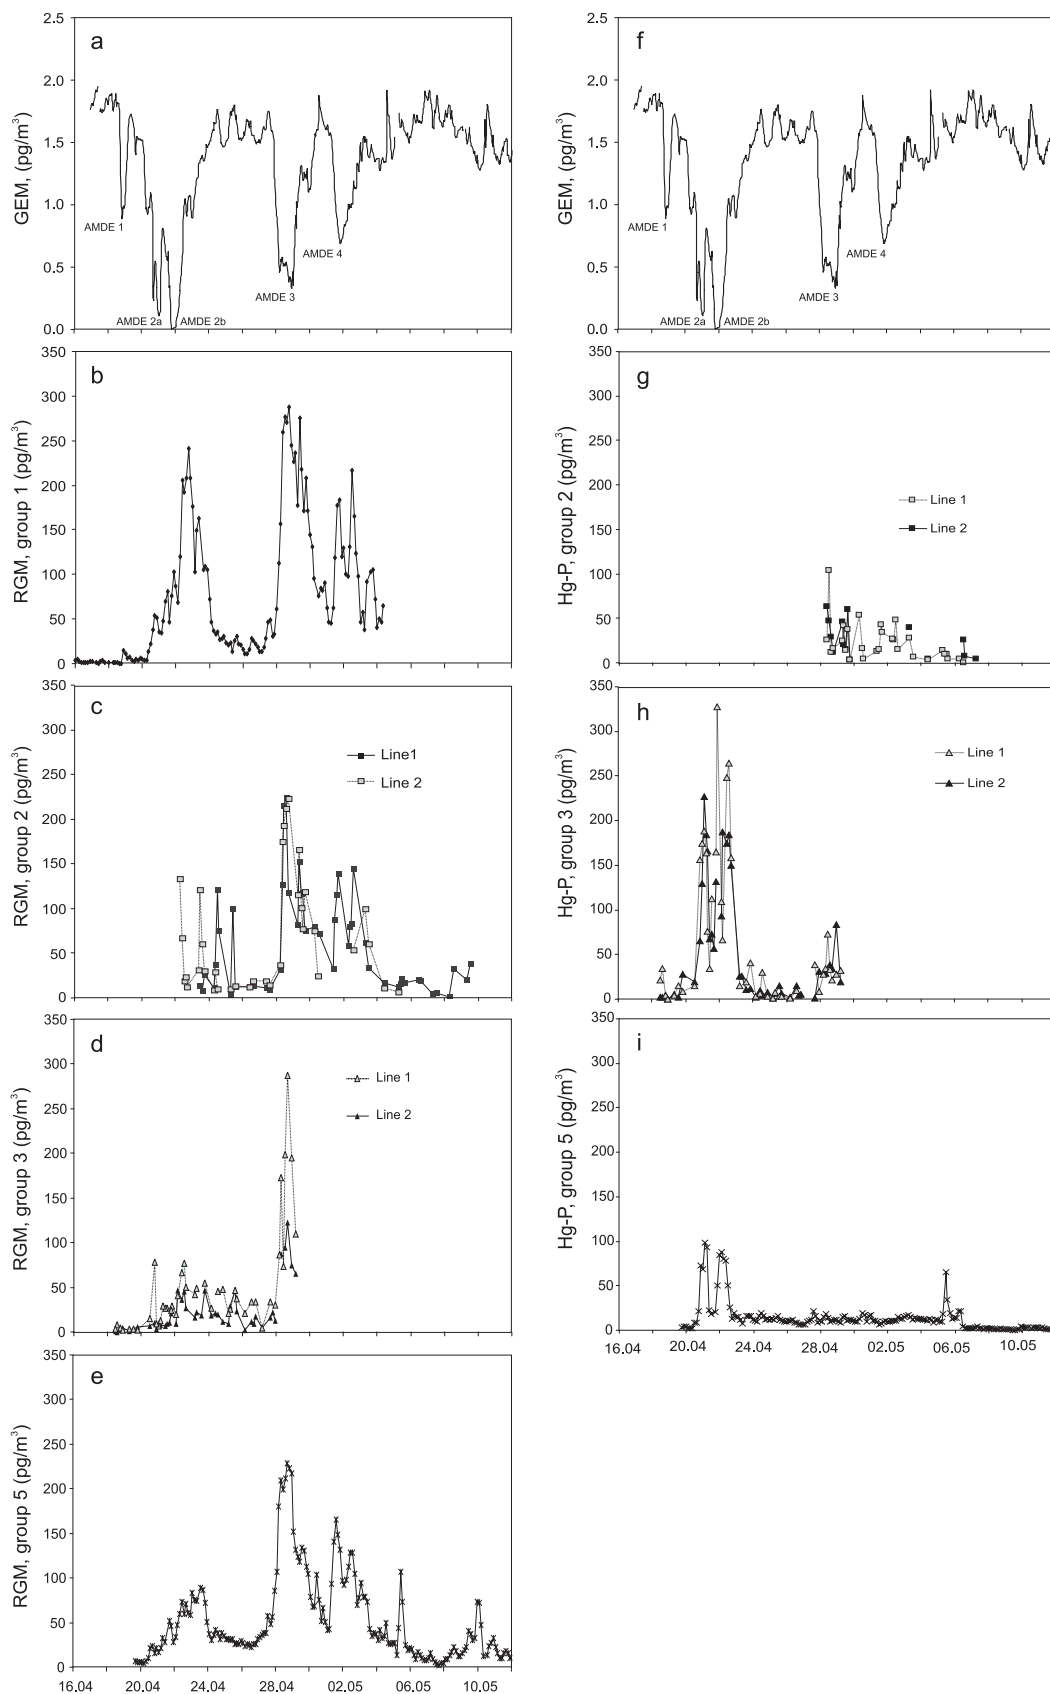 a
GEM, (pg/m³)
2.5
2.0
1.5
1.0
0.5
0.0
AMDE 1
AMDE 2a
AMDE 2b
AMDE 3
AMDE 4
f
GEM, (pg/m³)
2.5
2.0
1.5
1.0
0.5
0.0
AMDE 1
AMDE 2a
AMDE 2b
AMDE 3
AMDE 4
b
RGM, group 1 (pg/m³)
350
300
250
200
150
100
50
0
g
Hg-P, group 2 (pg/m³)
350
300
250
200
150
100
50
0
Line 1
Line 2
c
RGM, group 2 (pg/m³)
350
300
250
200
150
100
50
0
Line1
Line 2
h
Hg-P, group 3 (pg/m³)
350
300
250
200
150
100
50
0
Line 1
Line 2
d
RGM, group 3 (pg/m³)
350
300
250
200
150
100
50
0
Line 1
Line 2
i
Hg-P, group 5 (pg/m³)
350
300
250
200
150
100
50
0
16.04 20.04 24.04 28.04 02.05 06.05 10.05
e
RGM, group 5 (pg/m³)
350
300
250
200
150
100
50
0
16.04 20.04 24.04 28.04 02.05 06.05 10.05